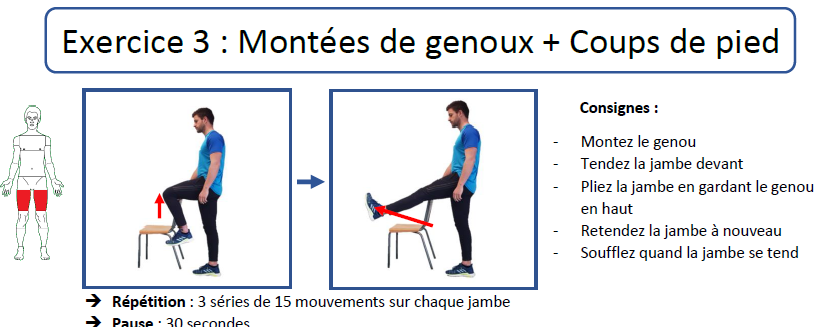 Exercice 3 : Montées de genoux + Coups de pied
Consignes :
- Montez le genou
- Tendez la jambe devant
- Pliez la jambe en gardant le genou
en haut
- Retendez la jambe à nouveau
- Soufflez quand la jambe se tend
➔ Répétition : 3 séries de 15 mouvements sur chaque jambe
➔ Pause : 30 secondes